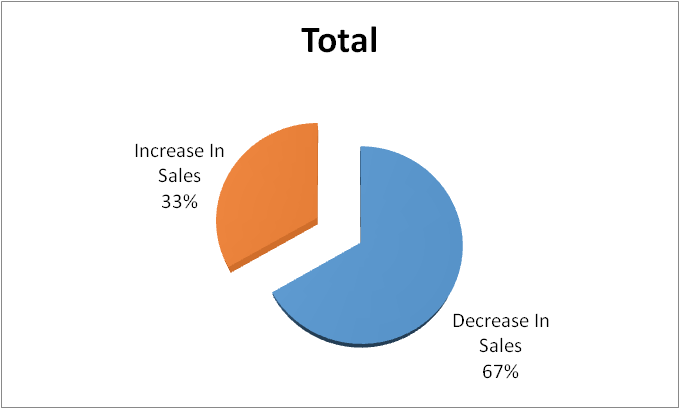 Total
Increase In
Sales
33%
Decrease In
Sales
67%